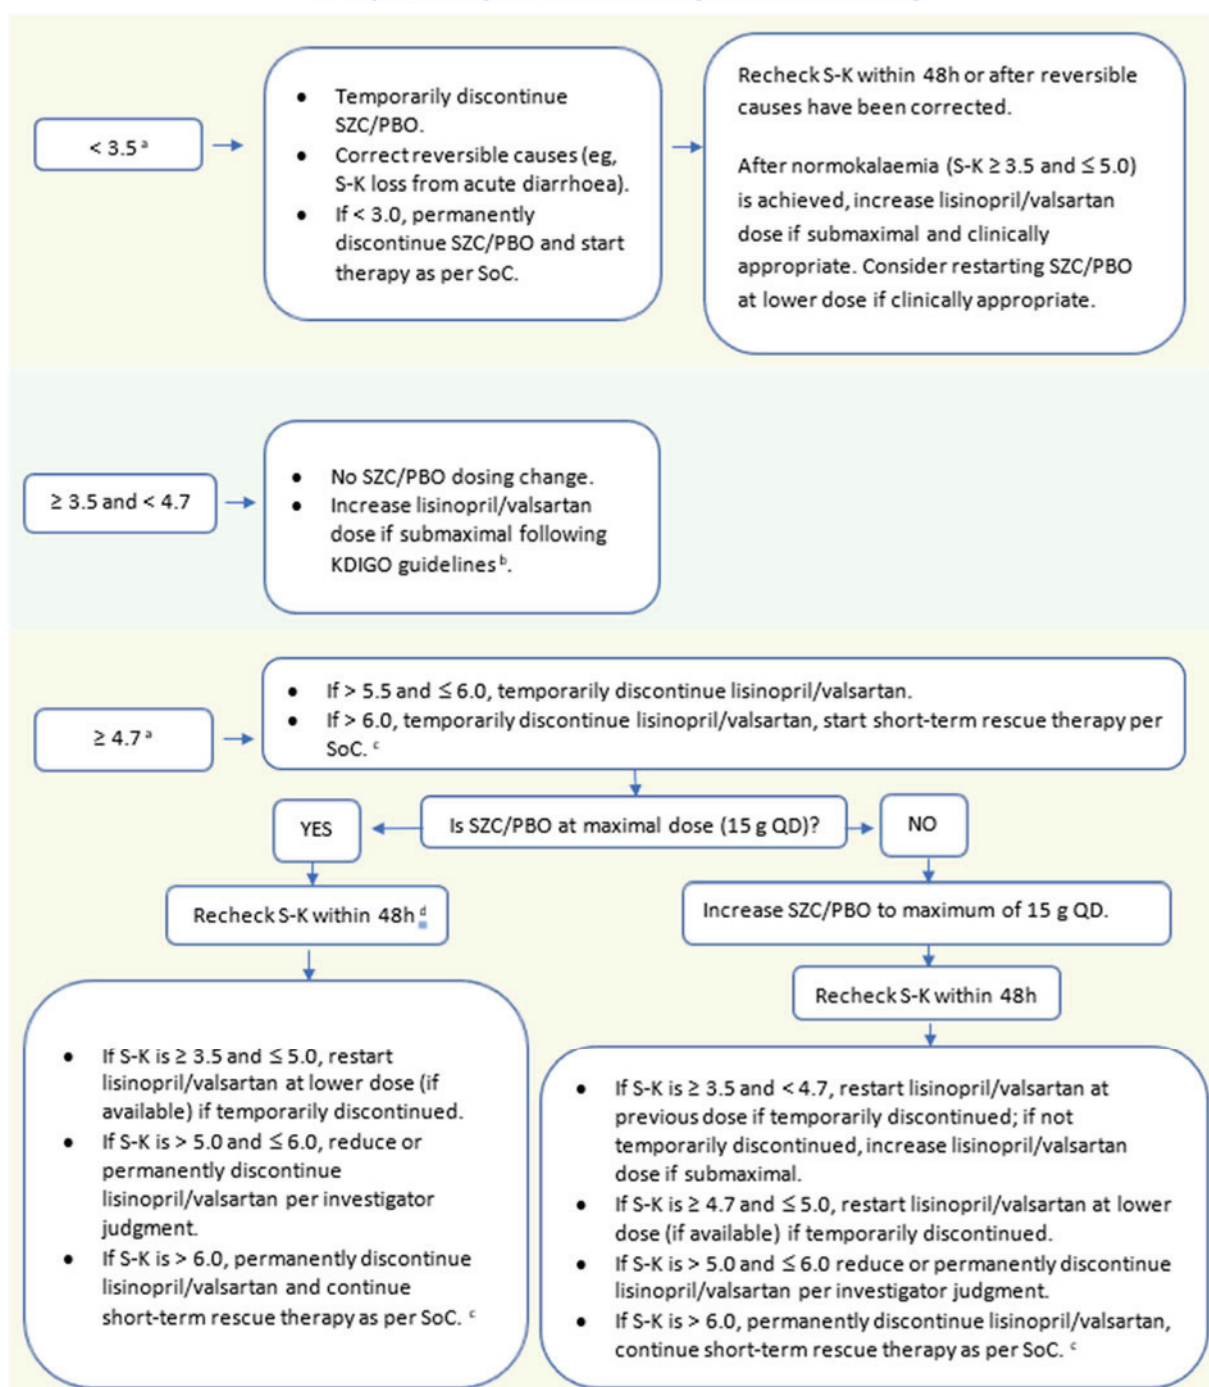 < 3.5 a
• Temporarily discontinue
SZC/PBO.
• Correct reversible causes (eg,
S-K loss from acute diarrhoea).
• If < 3.0, permanently
discontinue SZC/PBO and start
therapy as per SoC.
Recheck S-K within 48h or after reversible
causes have been corrected.
After normokalaemia (S-K ≥ 3.5 and ≤ 5.0)
is achieved, increase lisinopril/valsartan
dose if submaximal and clinically
appropriate. Consider restarting SZC/PBO
at lower dose if clinically appropriate.
≥ 3.5 and < 4.7
• No SZC/PBO dosing change.
• Increase lisinopril/valsartan
dose if submaximal following
KDIGO guidelines b.
≥ 4.7 a
• If > 5.5 and ≤ 6.0, temporarily discontinue lisinopril/valsartan.
• If > 6.0, temporarily discontinue lisinopril/valsartan, start short-term rescue therapy per
SoC. c
Is SZC/PBO at maximal dose (15 g QD)?
YES
NO
Recheck S-K within 48h d
• If S-K is ≥ 3.5 and ≤ 5.0, restart
lisinopril/valsartan at lower dose (if
available) if temporarily discontinued.
• If S-K is > 5.0 and ≤ 6.0, reduce or
permanently discontinue
lisinopril/valsartan per investigator
judgment.
• If S-K is > 6.0, permanently discontinue
lisinopril/valsartan and continue
short-term rescue therapy as per SoC. c
Increase SZC/PBO to maximum of 15 g QD.
Recheck S-K within 48h
• If S-K is ≥ 3.5 and < 4.7, restart lisinopril/valsartan at
previous dose if temporarily discontinued; if not
temporarily discontinued, increase lisinopril/valsartan
dose if submaximal.
• If S-K is ≥ 4.7 and ≤ 5.0, restart lisinopril/valsartan at lower
dose (if available) if temporarily discontinued.
• If S-K is > 5.0 and ≤ 6.0 reduce or permanently discontinue
lisinopril/valsartan per investigator judgment.
• If S-K is > 6.0, permanently discontinue lisinopril/valsartan,
continue short-term rescue therapy as per SoC. c